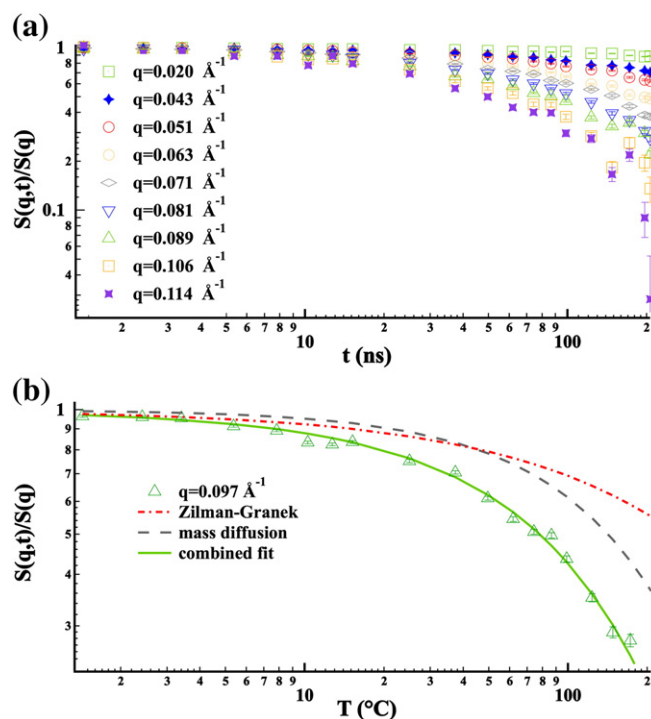 (a)
S(q,t)/S(q)
1
8
6
4
2
0.1
8
6
4
q=0.020 Å⁻¹
q=0.043 Å⁻¹
q=0.051 Å⁻¹
q=0.063 Å⁻¹
q=0.071 Å⁻¹
q=0.081 Å⁻¹
q=0.089 Å⁻¹
q=0.106 Å⁻¹
q=0.114 Å⁻¹
2 3 4 5 6 7 8 9 10 2 3 4 5 6 7 8 9 100 2
t (ns)
(b)
S(q,t)/S(q)
1
9
8
7
6
5
4
3
q=0.097 Å⁻¹
Zilman-Granek
mass diffusion
combined fit
2 3 4 5 6 7 8 9 10 2 3 4 5 6 7 8 9 100 2
T (°C)